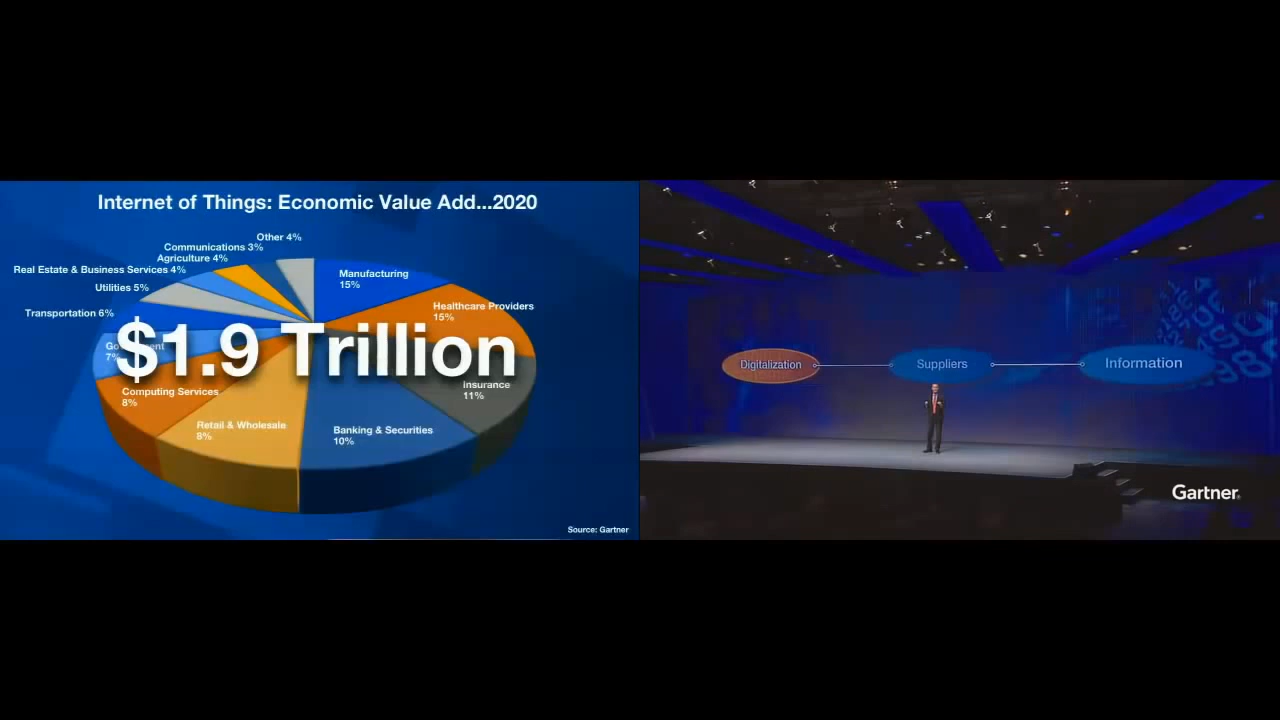 Internet of Things: Economic Value Add...2020
Other 4%
Communications 3%
Agriculture 4%
Real Estate & Business Services 4%
Utilities 5%
Transportation 6%
Manufacturing
15%
Healthcare Providers
15%
$1.9 Trillion
7%
Insurance
11%
Computing Services
8%
Retail & Wholesale
8%
Banking & Securities
10%
Source: Gartner
Digitalization
Suppliers
Information
Gartner